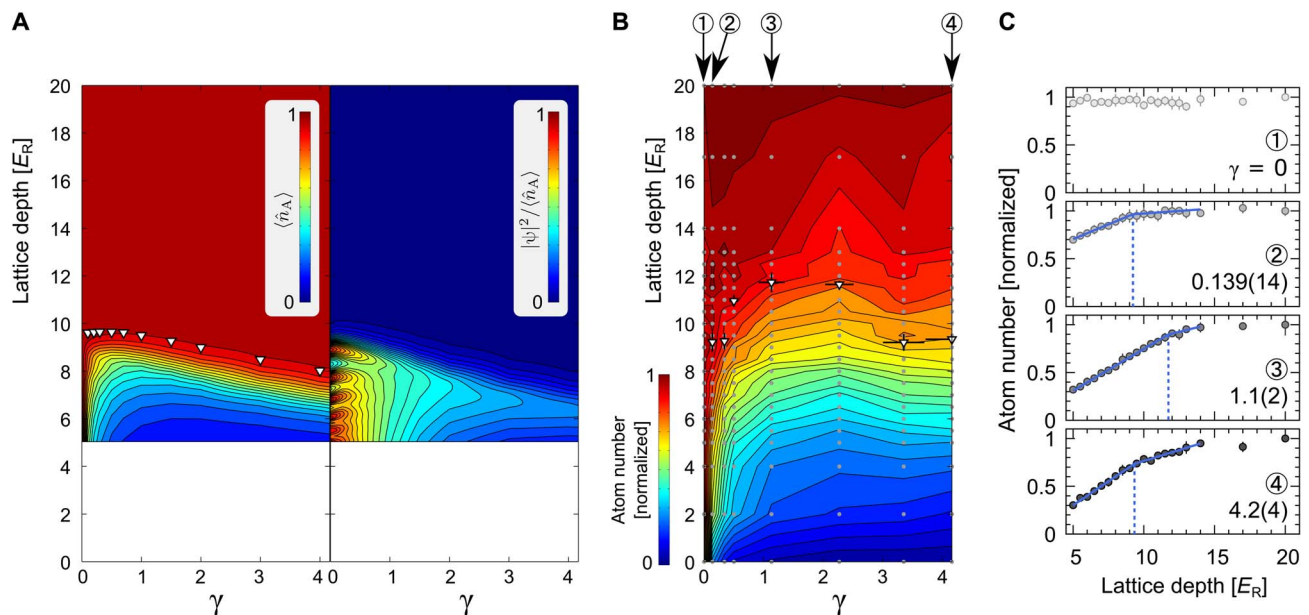 A
B
C
① ② ③ ④
Lattice depth [E_R]
20
18
16
14
12
10
8
6
4
2
0
1
⟨n̂_A⟩
0
1
|ψ|²/⟨n̂_A⟩
0
0 1 2 3 4 0 1 2 3 4
γ
γ
Lattice depth [E_R]
20
18
16
14
12
10
8
6
4
2
0
1
Atom number
[normalized]
0
0 1 2 3 4
γ
Atom number [normalized]
1
0.5
①
γ = 0
0
1
0.5
②
0.139(14)
0
1
0.5
③
1.1(2)
0
1
0.5
④
4.2(4)
0
5 10 15 20
Lattice depth [E_R]